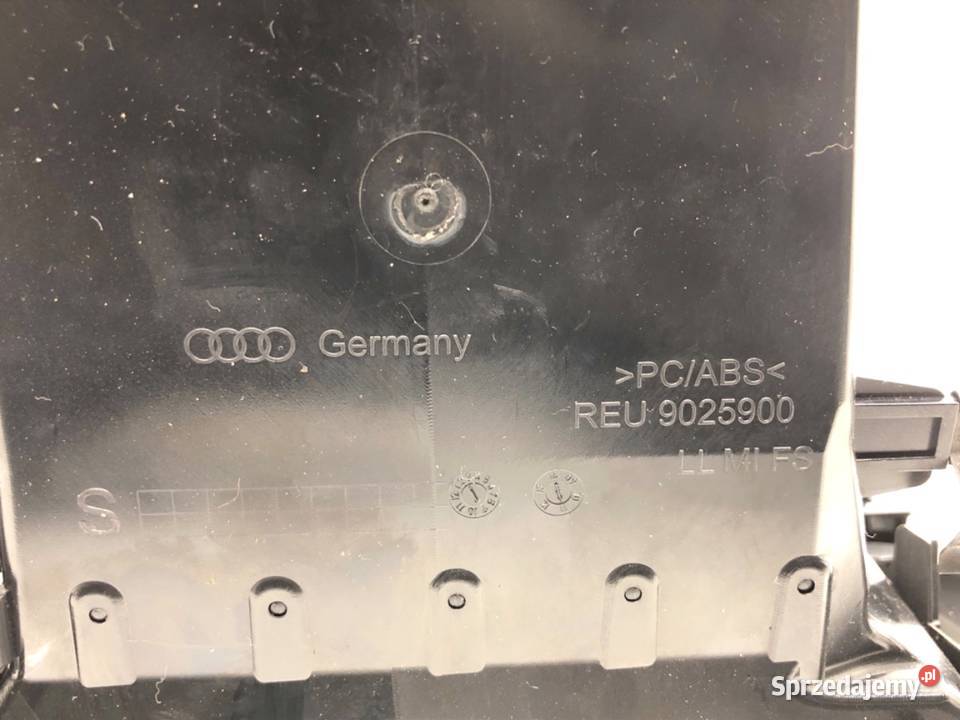 Germany
>PC/ABS<
REU 9025900
LL MI FS
S
Sprzedajemy.pl